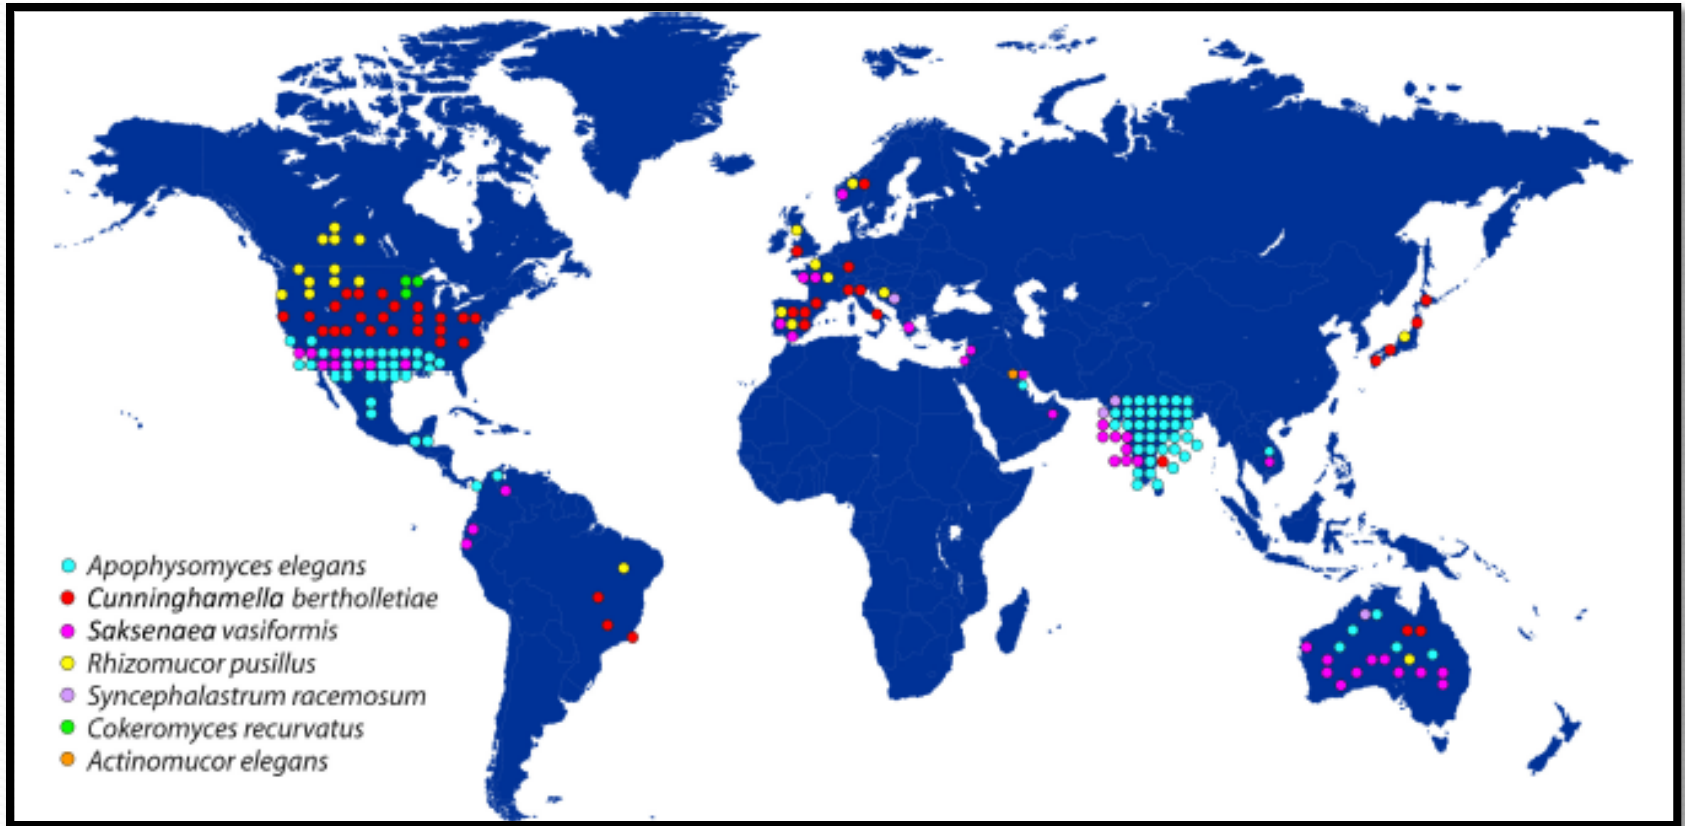 Apophysomyces elegans
Cunninghamella bertholletiae
Saksenaea vasiformis
Rhizomucor pusillus
Syncephalastrum racemosum
Cokeromyces recurvatus
Actinomucor elegans